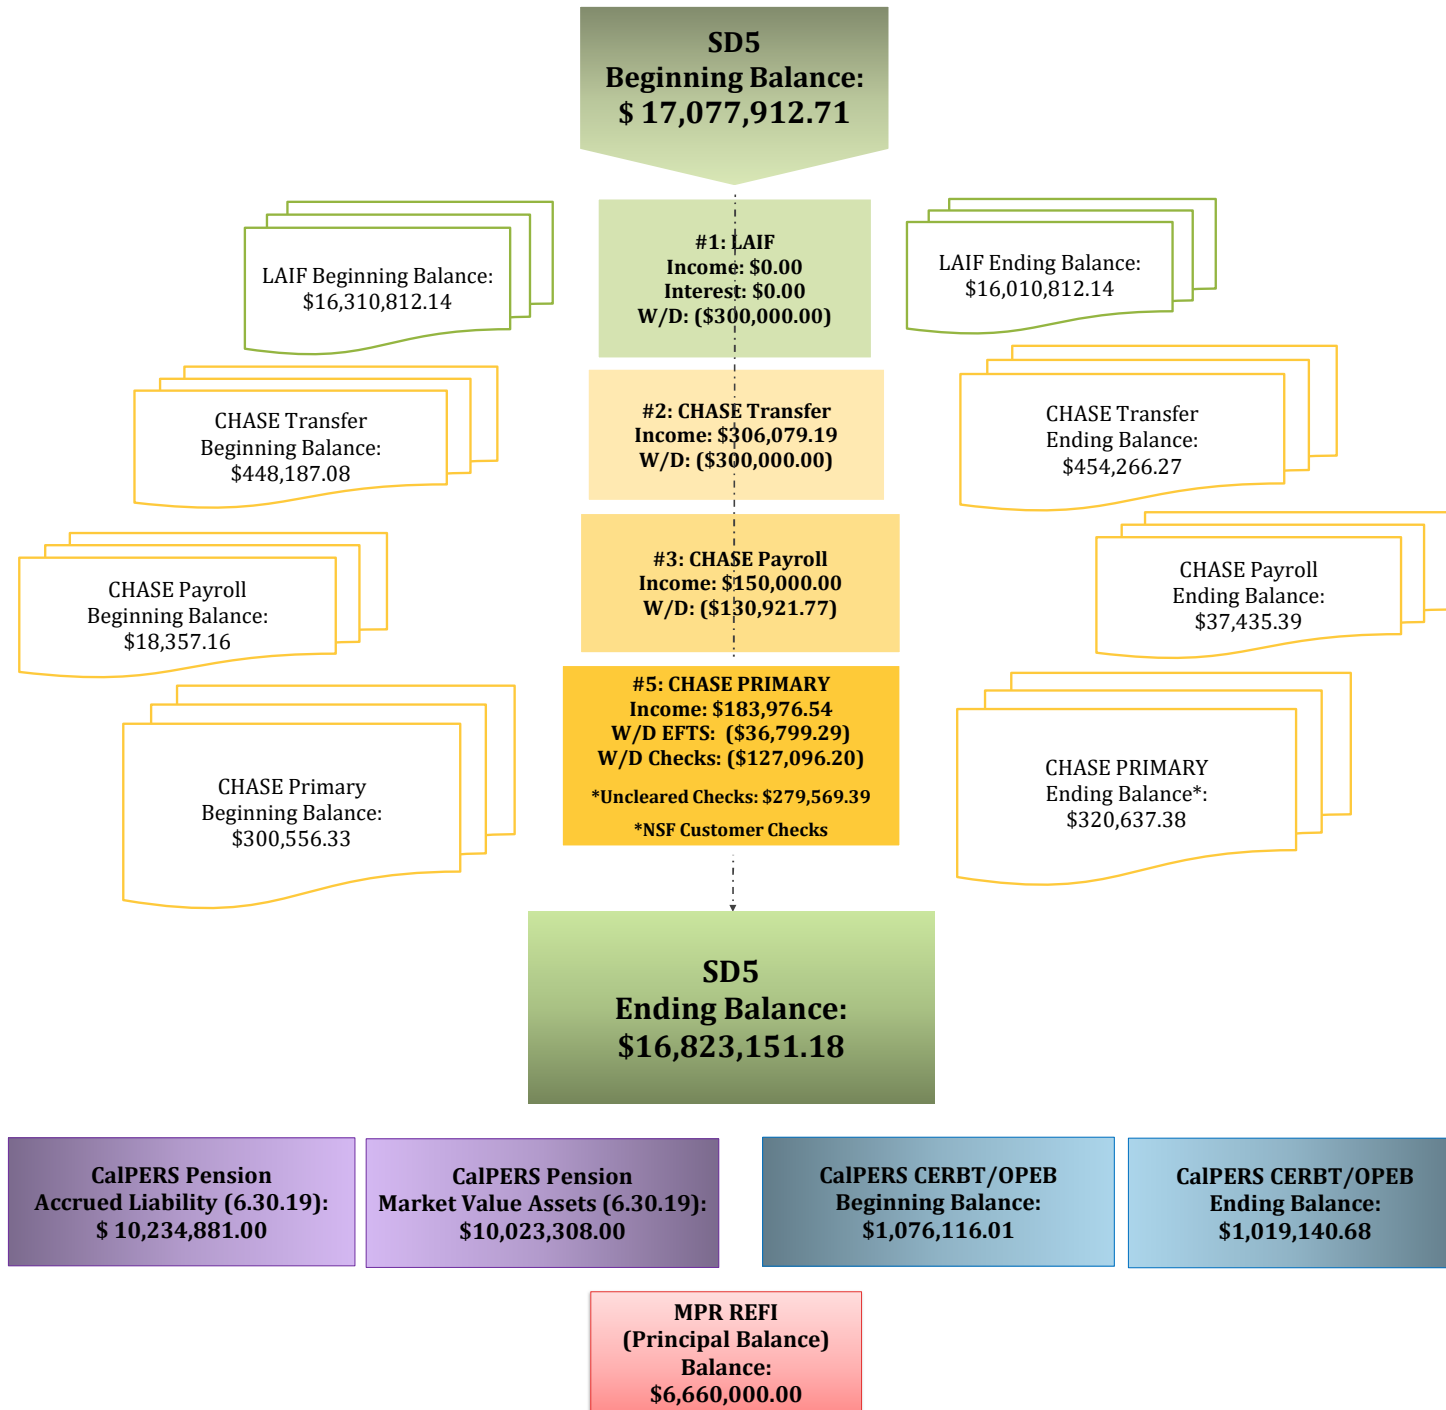 SD5
Beginning Balance:
$ 17,077,912.71
LAIF Beginning Balance:
$16,310,812.14
#1: LAIF
Income: $0.00
Interest: $0.00
W/D: ($300,000.00)
LAIF Ending Balance:
$16,010,812.14
CHASE Transfer
Beginning Balance:
$448,187.08
#2: CHASE Transfer
Income: $306,079.19
W/D: ($300,000.00)
CHASE Transfer
Ending Balance:
$454,266.27
CHASE Payroll
Beginning Balance:
$18,357.16
#3: CHASE Payroll
Income: $150,000.00
W/D: ($130,921.77)
CHASE Payroll
Ending Balance:
$37,435.39
CHASE Primary
Beginning Balance:
$300,556.33
#5: CHASE PRIMARY
Income: $183,976.54
W/D EFTS: ($36,799.29)
W/D Checks: ($127,096.20)
*Uncleared Checks: $279,569.39
*NSF Customer Checks
CHASE PRIMARY
Ending Balance*:
$320,637.38
SD5
Ending Balance:
$16,823,151.18
CalPERS Pension
Accrued Liability (6.30.19):
$ 10,234,881.00
CalPERS Pension
Market Value Assets (6.30.19):
$10,023,308.00
CalPERS CERBT/OPEB
Beginning Balance:
$1,076,116.01
CalPERS CERBT/OPEB
Ending Balance:
$1,019,140.68
MPR REFI
(Principal Balance)
Balance:
$6,660,000.00